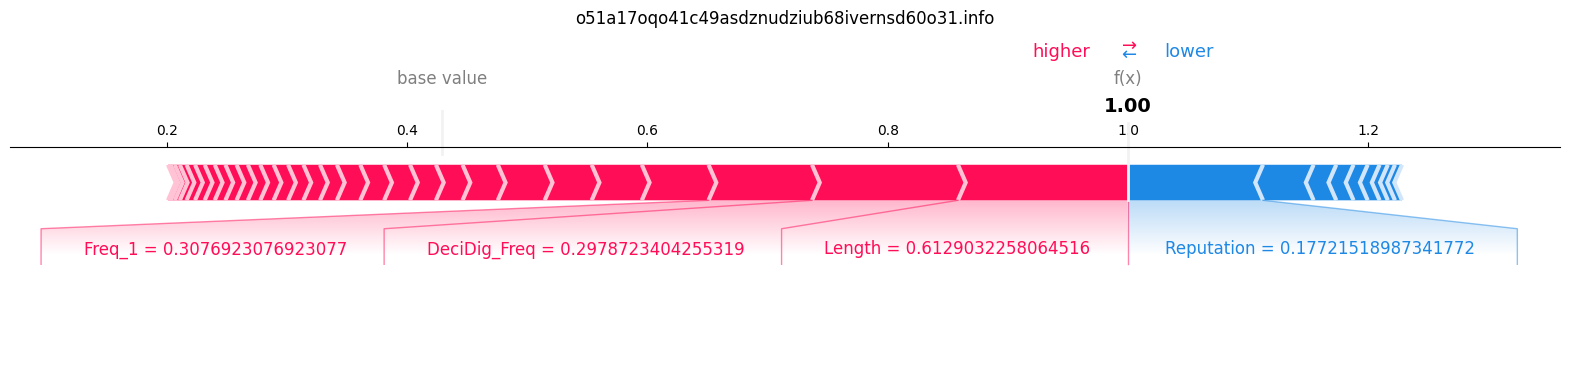 o51a17oqo41c49asdznudziub68ivernsd60o31.info
higher ⇄ lower
base value f(x)
1.00
0.2 0.4 0.6 0.8 1.0 1.2
Freq_1 = 0.3076923076923077 DeciDig_Freq = 0.2978723404255319 Length = 0.6129032258064516 Reputation = 0.17721518987341772